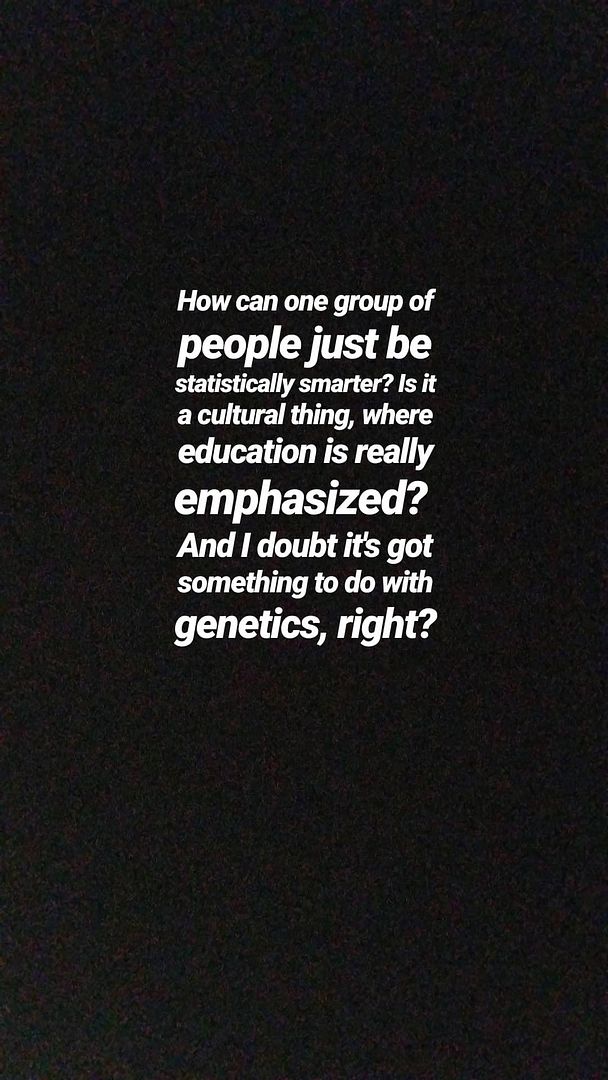 How can one group of
people just be
statistically smarter? Is it
a cultural thing, where
education is really
emphasized?
And I doubt it's got
something to do with
genetics, right?